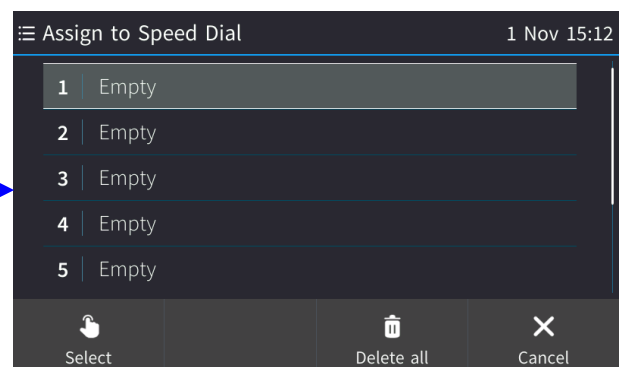 Assign to Speed Dial 1 Nov 15:12
1 Empty
2 Empty
3 Empty
4 Empty
5 Empty
Select Delete all Cancel